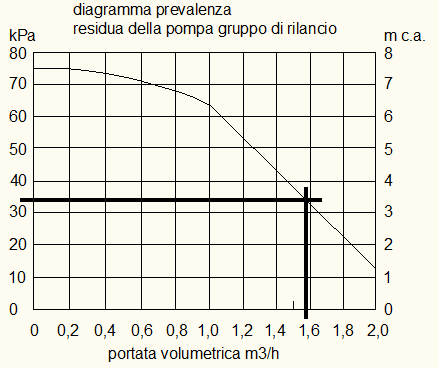 diagramma prevalenza
residua della pompa gruppo di rilancio
kPa m c.a.
80 8
70 7
60 6
50 5
40 4
30 3
20 2
10 1
0 0
0 0,2 0,4 0,6 0,8 1,0 1,2 1,4 1,6 1,8 2,0
portata volumetrica m3/h